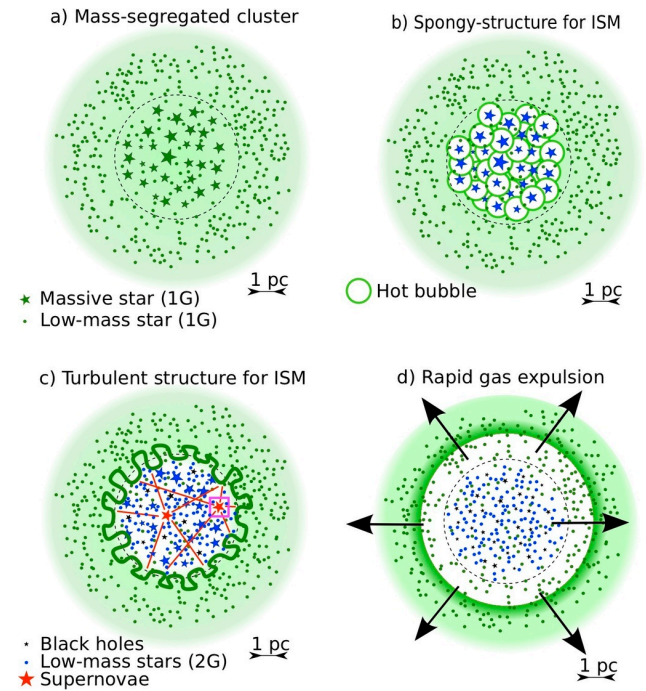 a) Mass-segregated cluster
b) Spongy-structure for ISM
1 pc
Massive star (1G)
Low-mass star (1G)
Hot bubble
1 pc
c) Turbulent structure for ISM
d) Rapid gas expulsion
Black holes
Low-mass stars (2G)
Supernovae
1 pc
1 pc